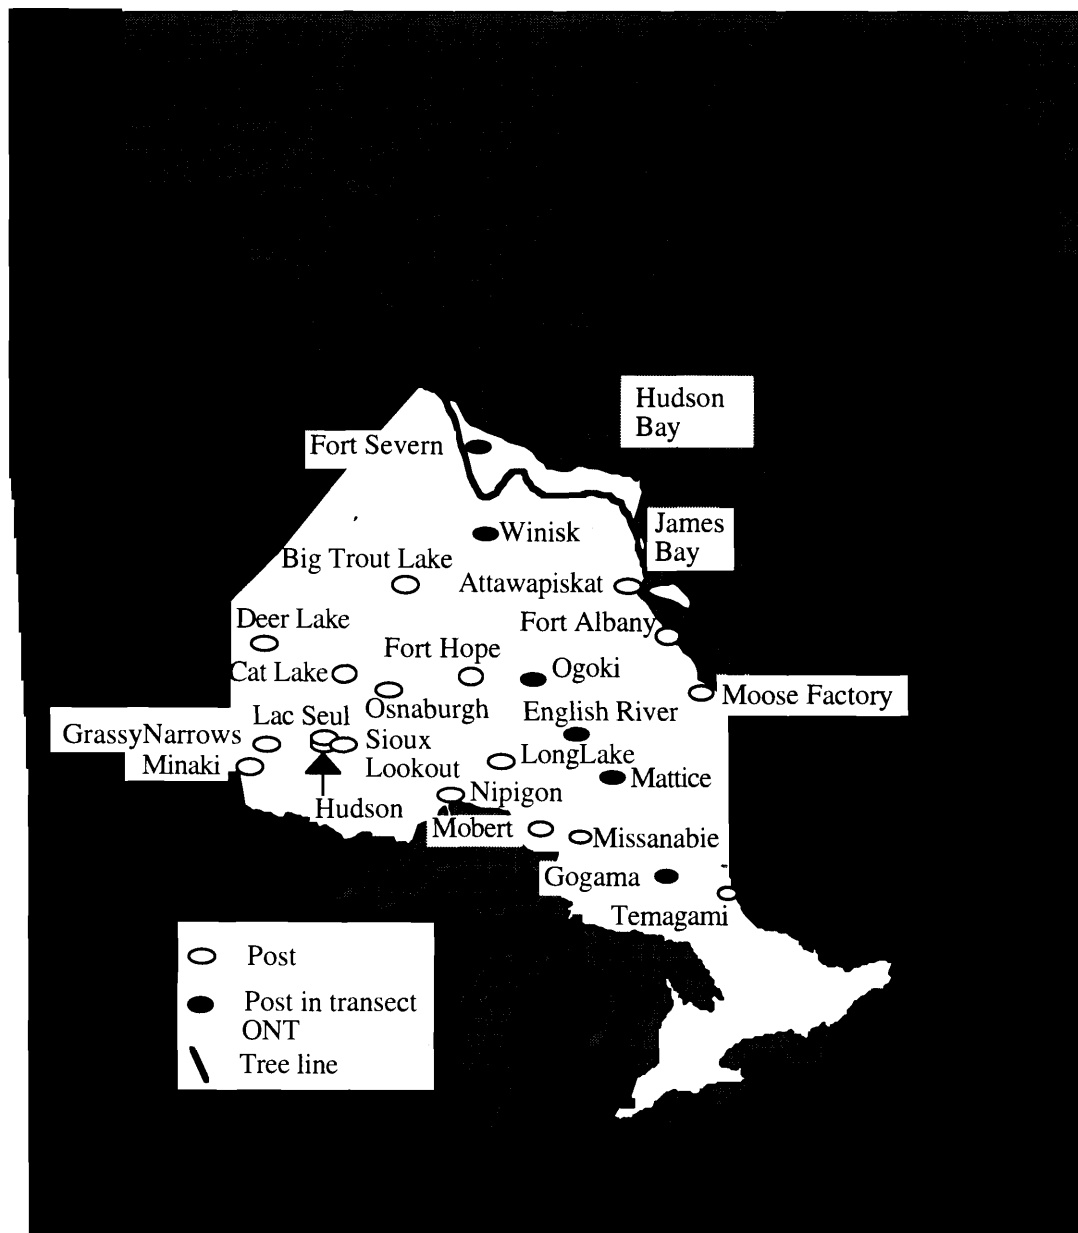 Hudson
Bay
Fort Severn
James
Bay
Winisk
Big Trout Lake
Attawapiskat
Deer Lake
Fort Albany
Fort Hope
Cat Lake
Ogoki
Moose Factory
Osnaburgh
English River
Lac Seul
GrassyNarrows
Sioux
Lookout
LongLake
Minaki
Mattice
Nipigon
Hudson
Mobert
Missanabie
Gogama
Temagami
Post
Post in transect
ONT
Tree line